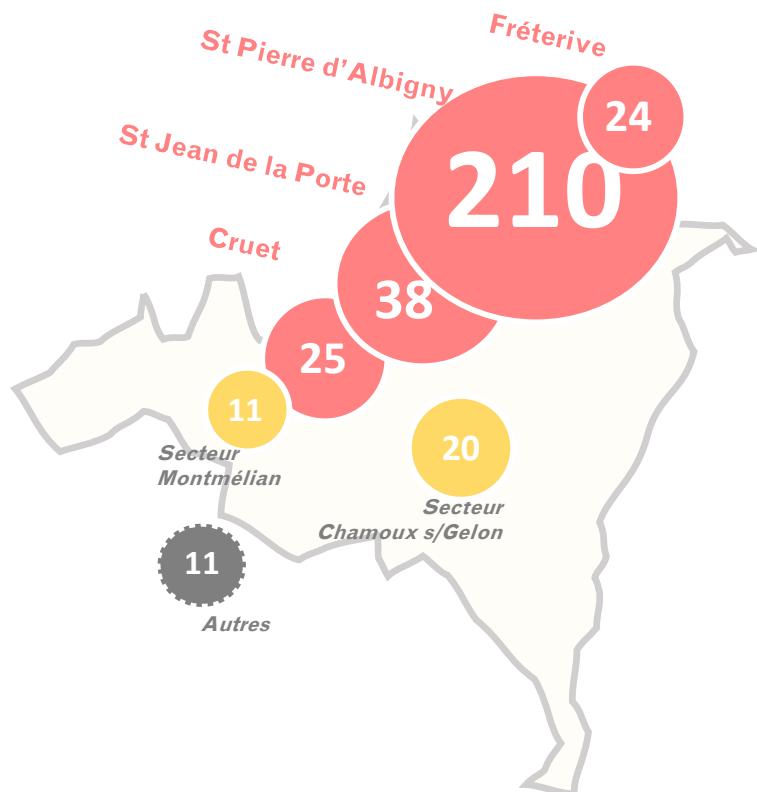 Fréterive
St Pierre d'Albigny
24
210
St Jean de la Porte
Cruet
38
25
11
Secteur
Montmélian
20
Secteur
Chamoux s/Gelon
11
Autres